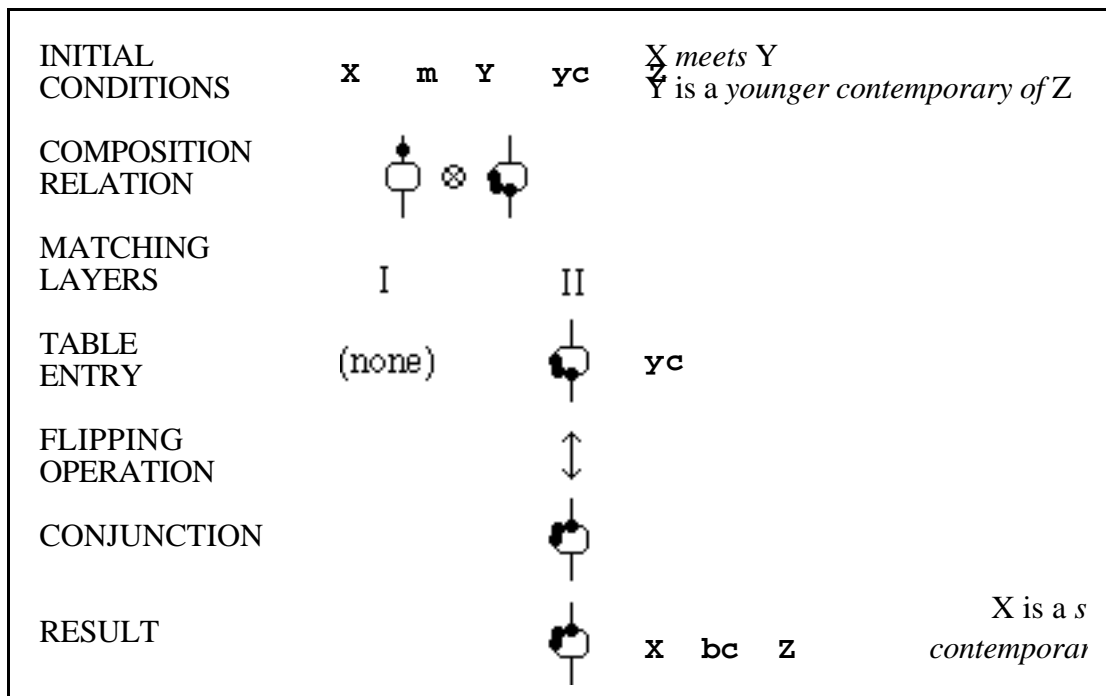 INITIAL
CONDITIONS
X m Y yc Z
X meets Y
Y is a younger contemporary of Z
COMPOSITION
RELATION
⊗
MATCHING
LAYERS
I II
TABLE
ENTRY
(none) yc
FLIPPING
OPERATION
CONJUNCTION
RESULT
X bc Z
X is a s
contemporar